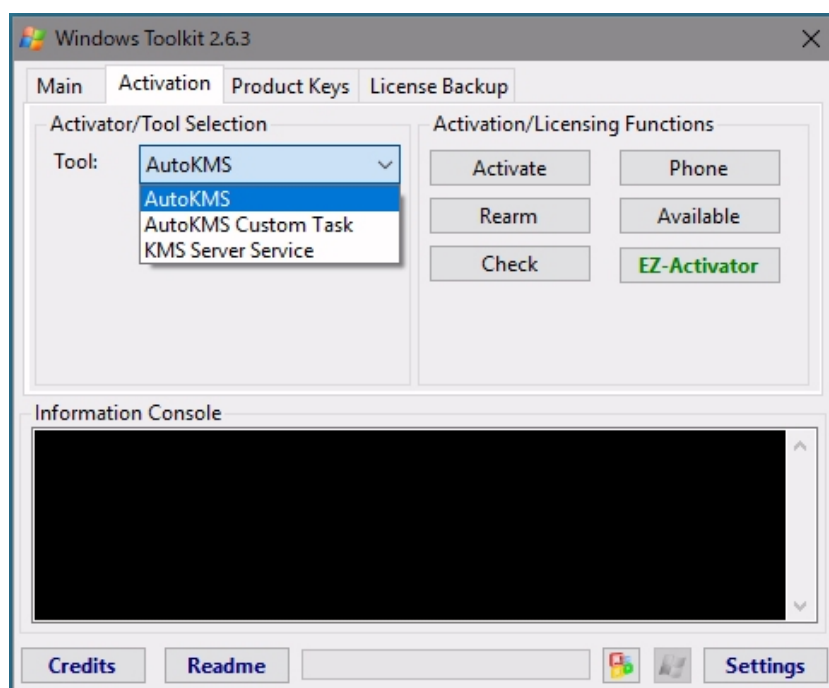 Windows Toolkit 2.6.3
Main Activation Product Keys License Backup
Activator/Tool Selection
Tool: AutoKMS
AutoKMS
AutoKMS Custom Task
KMS Server Service
Activation/Licensing Functions
Activate Phone
Rearm Available
Check EZ-Activator
Information Console
Credits Readme Settings